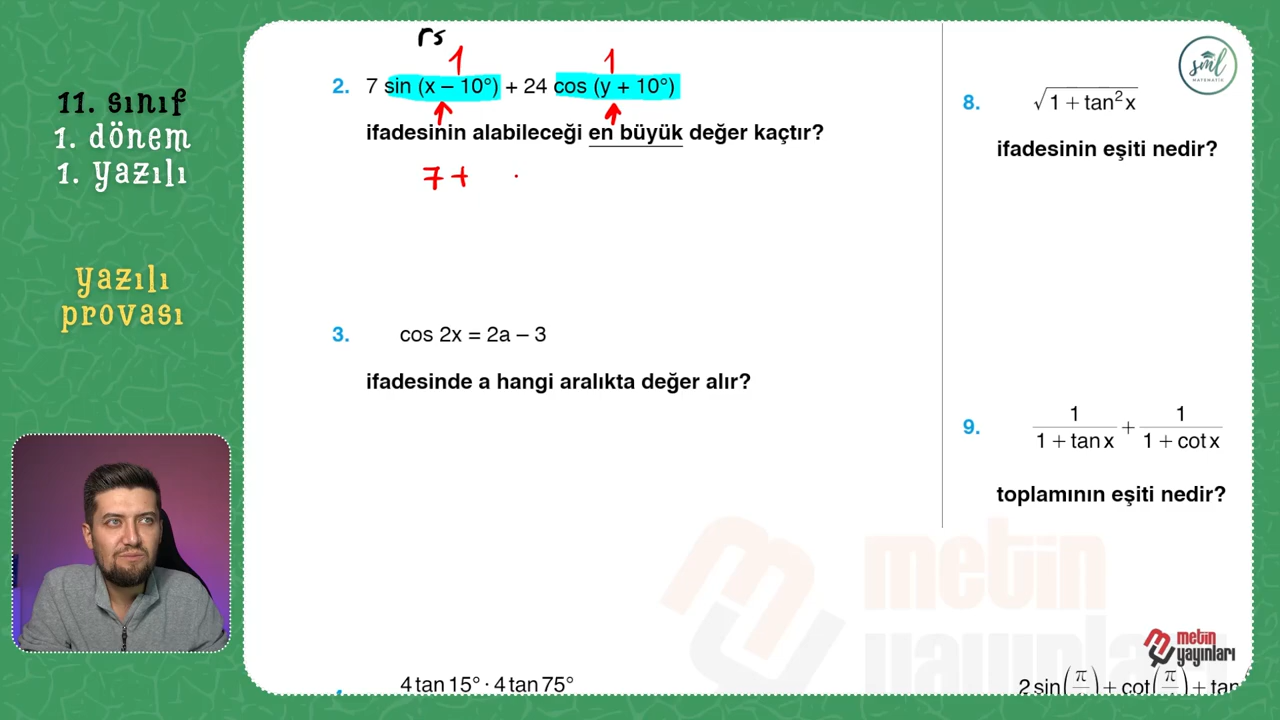 11. sınıf
1. dönem
1. yazılı
yazılı
provası
rs
1 1
2. 7 sin (x – 10°) + 24 cos (y + 10°)
ifadesinin alabileceği en büyük değer kaçtır?
7 +
3. cos 2x = 2a – 3
ifadesinde a hangi aralıkta değer alır?
4 tan 15° · 4 tan 75°
sml
MATEMATİK
8. √1 + tan²x
ifadesinin eşiti nedir?
9. 1/(1 + tan x) + 1/(1 + cot x)
toplamının eşiti nedir?
metin
yayınları
metin
yayınları